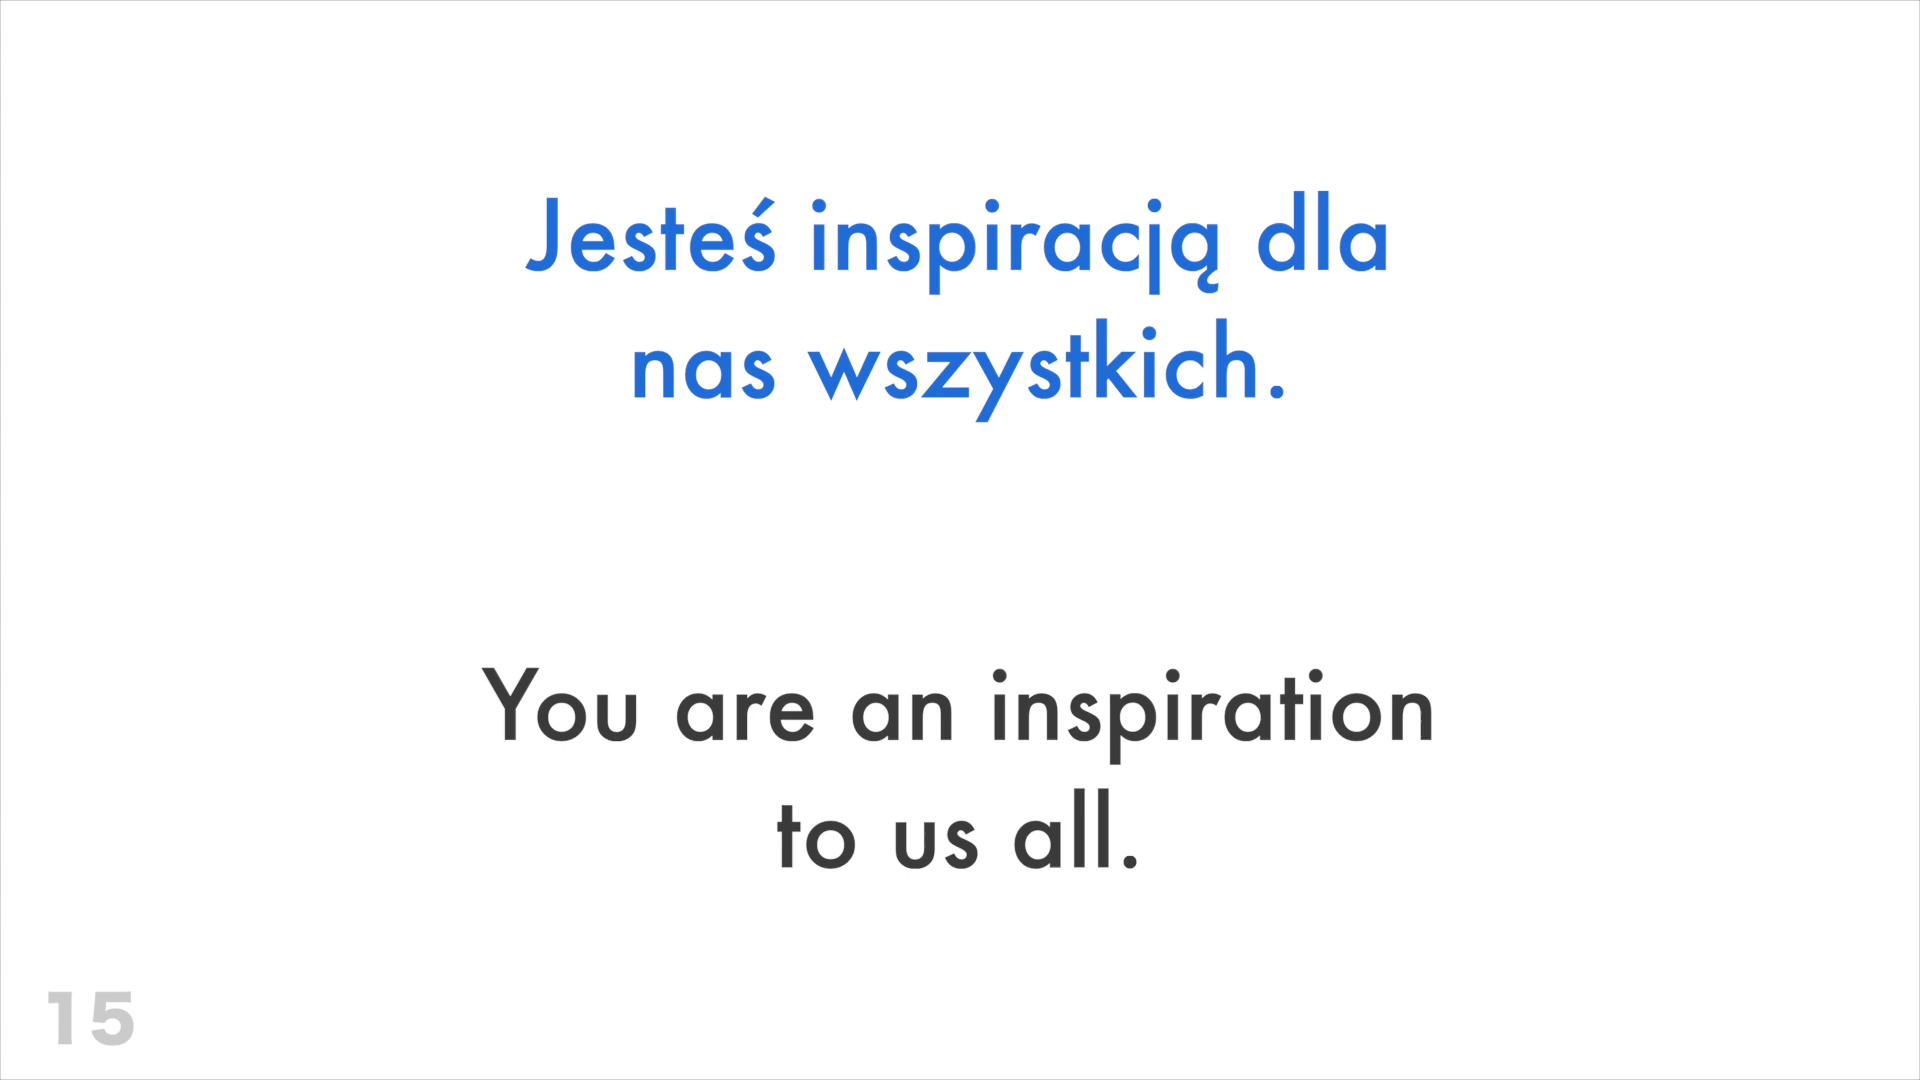 Jesteś inspiracją dla
nas wszystkich.
You are an inspiration
to us all.
15